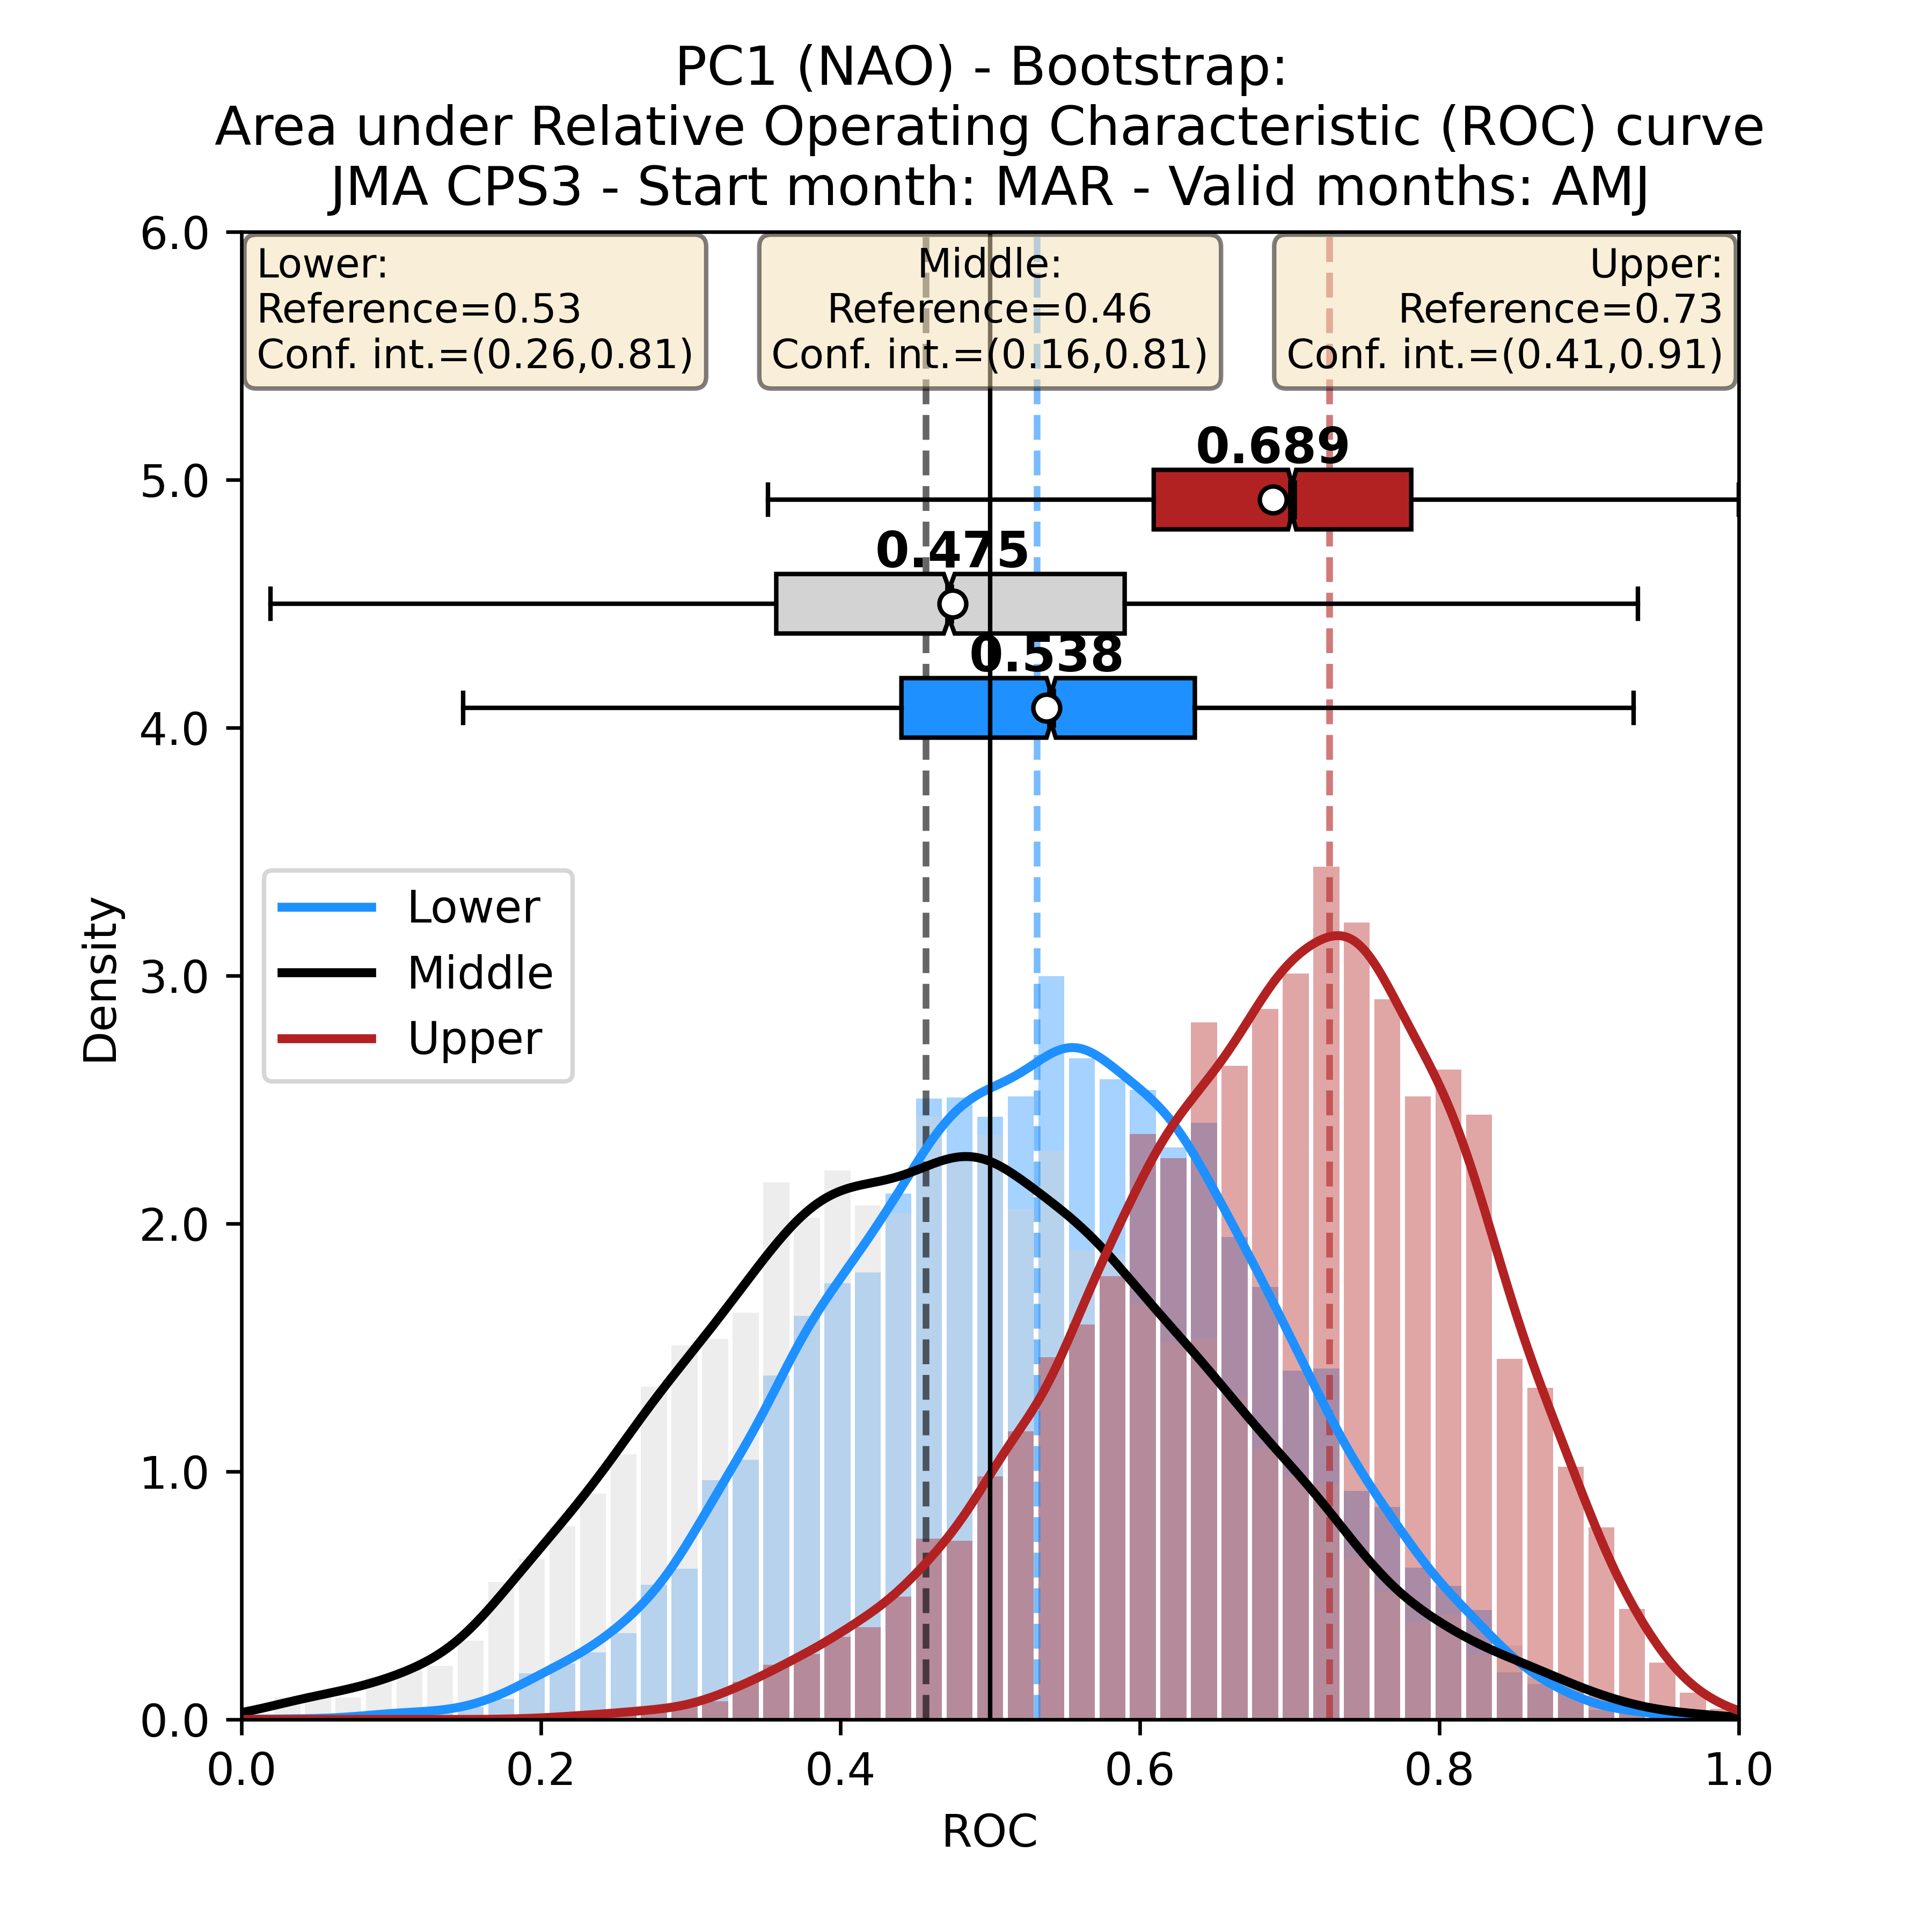 PC1 (NAO) - Bootstrap:
Area under Relative Operating Characteristic (ROC) curve
JMA CPS3 - Start month: MAR - Valid months: AMJ
Lower:
Reference=0.53
Conf. int.=(0.26,0.81)
Middle:
Reference=0.46
Conf. int.=(0.16,0.81)
Upper:
Reference=0.73
Conf. int.=(0.41,0.91)
0.689
0.475
0.538
Lower
Middle
Upper
Density
6.0
5.0
4.0
3.0
2.0
1.0
0.0
0.0 0.2 0.4 0.6 0.8 1.0
ROC